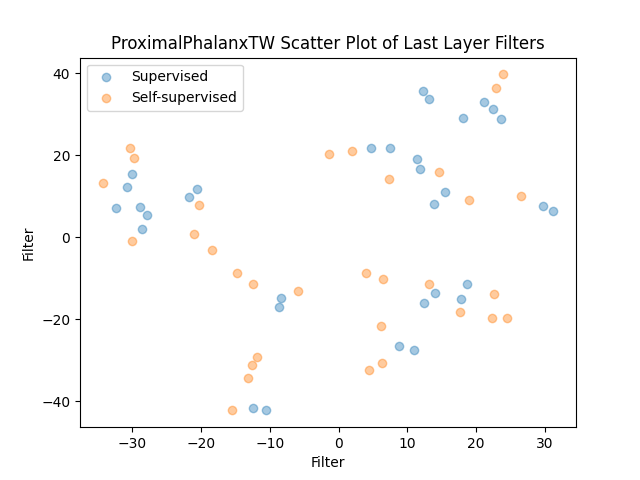 ProximalPhalanxTW Scatter Plot of Last Layer Filters
Supervised
Self-supervised
40
20
0
−20
−40
Filter
−30
−20
−10
0
10
20
30
Filter